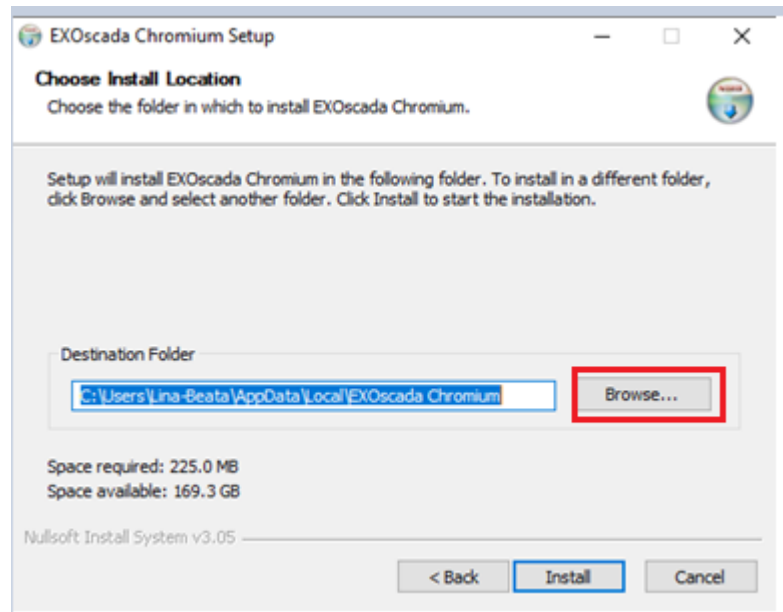 EXOscada Chromium Setup
Choose Install Location
Choose the folder in which to install EXOscada Chromium.
Setup will install EXOscada Chromium in the following folder. To install in a different folder,
click Browse and select another folder. Click Install to start the installation.
Destination Folder
C:\Users\Lina-Beata\AppData\Local\EXOscada Chromium
Browse...
Space required: 225.0 MB
Space available: 169.3 GB
Nullsoft Install System v3.05
< Back
Install
Cancel